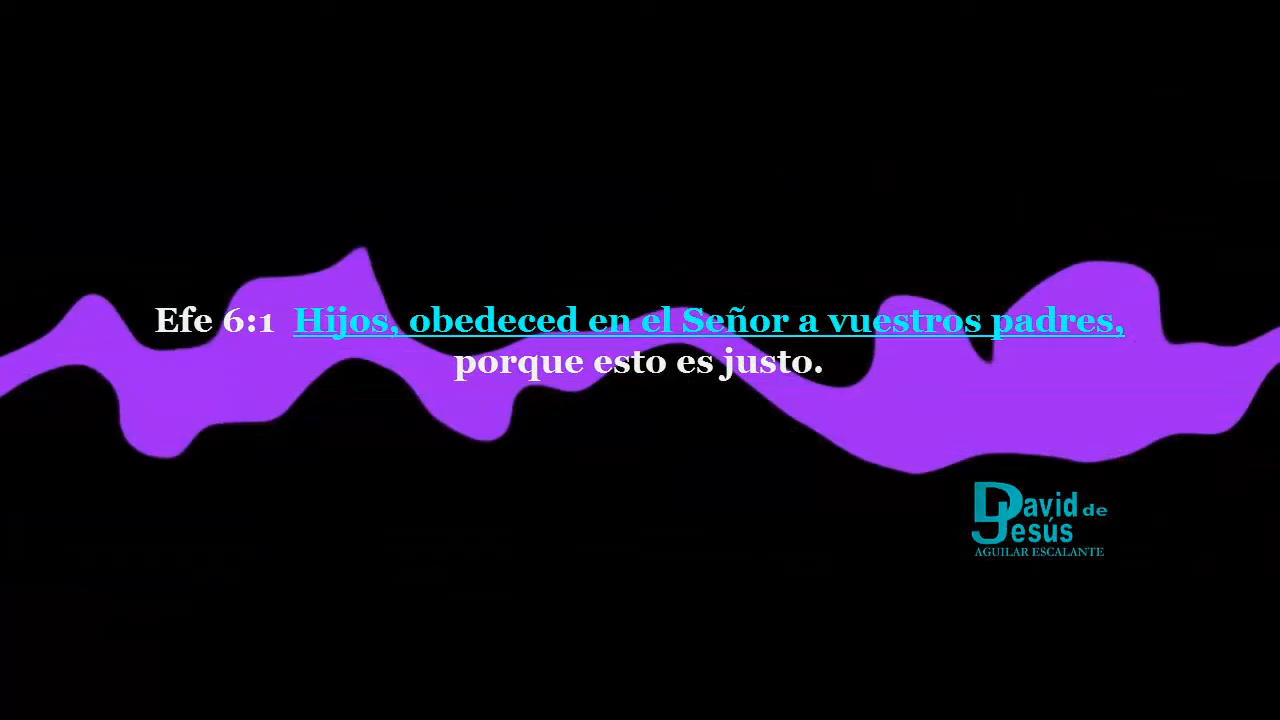 Efe 6:1 Hijos, obedeced en el Señor a vuestros padres,
porque esto es justo.
David de
Jesús
AGUILAR ESCALANTE